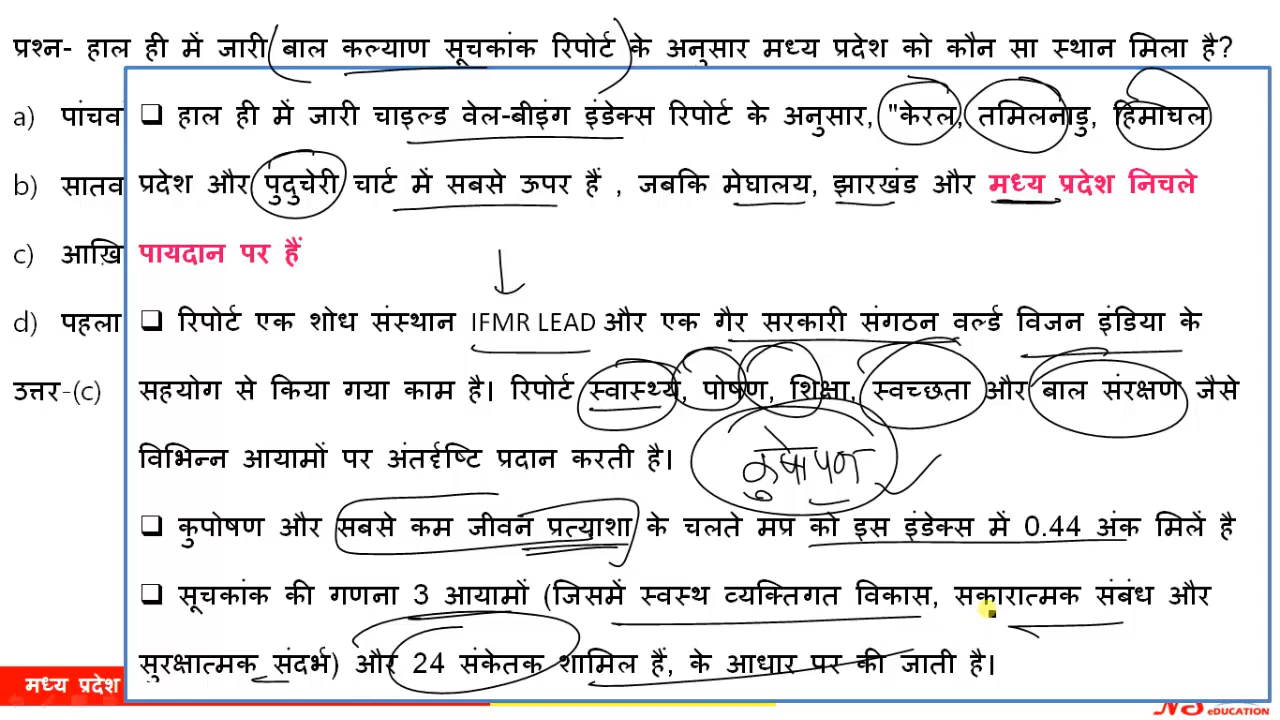 प्रश्न- हाल ही में जारी बाल कल्याण सूचकांक रिपोर्ट के अनुसार मध्य प्रदेश को कौन सा स्थान मिला है?
a) पांचव
❑ हाल ही में जारी चाइल्ड वेल-बीइंग इंडेक्स रिपोर्ट के अनुसार, "केरल, तमिलनाडु, हिमाचल
b) सातव
प्रदेश और पुदुचेरी चार्ट में सबसे ऊपर हैं , जबकि मेघालय, झारखंड और मध्य प्रदेश निचले
c) आख़ि
पायदान पर हैं
d) पहला
❑ रिपोर्ट एक शोध संस्थान IFMR LEAD और एक गैर सरकारी संगठन वर्ल्ड विजन इंडिया के
उत्तर-(c)
सहयोग से किया गया काम है। रिपोर्ट स्वास्थ्य, पोषण, शिक्षा, स्वच्छता और बाल संरक्षण जैसे
विभिन्न आयामों पर अंतर्दृष्टि प्रदान करती है।
कुपोषण
❑ कुपोषण और सबसे कम जीवन प्रत्याशा के चलते मप्र को इस इंडेक्स में 0.44 अंक मिलें है
❑ सूचकांक की गणना 3 आयामों (जिसमें स्वस्थ व्यक्तिगत विकास, सकारात्मक संबंध और
सुरक्षात्मक संदर्भ) और 24 संकेतक शामिल हैं, के आधार पर की जाती है।
मध्य प्रदेश
EDUCATION